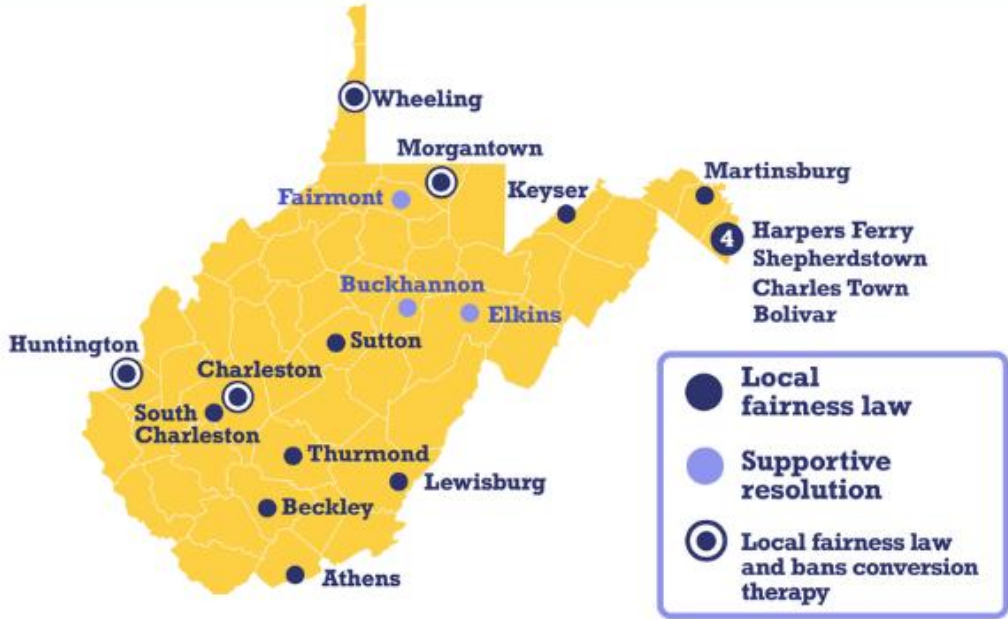 Wheeling
Morgantown
Fairmont
Keyser
Martinsburg
4
Harpers Ferry
Shepherdstown
Charles Town
Bolivar
Buckhannon
Elkins
Sutton
Huntington
Charleston
South
Charleston
Thurmond
Lewisburg
Beckley
Athens
Local
fairness law
Supportive
resolution
Local fairness law
and bans conversion
therapy